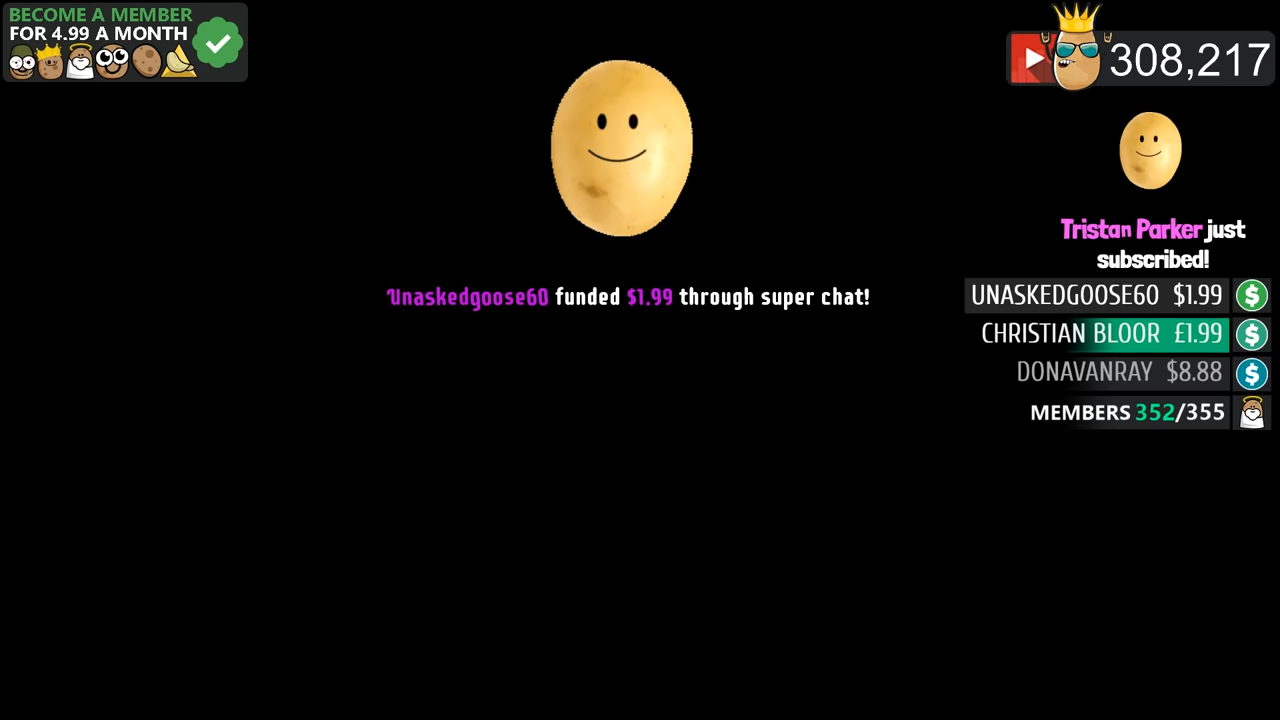 BECOME A MEMBER
FOR 4.99 A MONTH
308,217
Tristan Parker just
subscribed!
Unaskedgoose60 funded $1.99 through super chat!
UNASKEDGOOSE60 $1.99
CHRISTIAN BLOOR £1.99
DONAVANRAY $8.88
MEMBERS 352/355